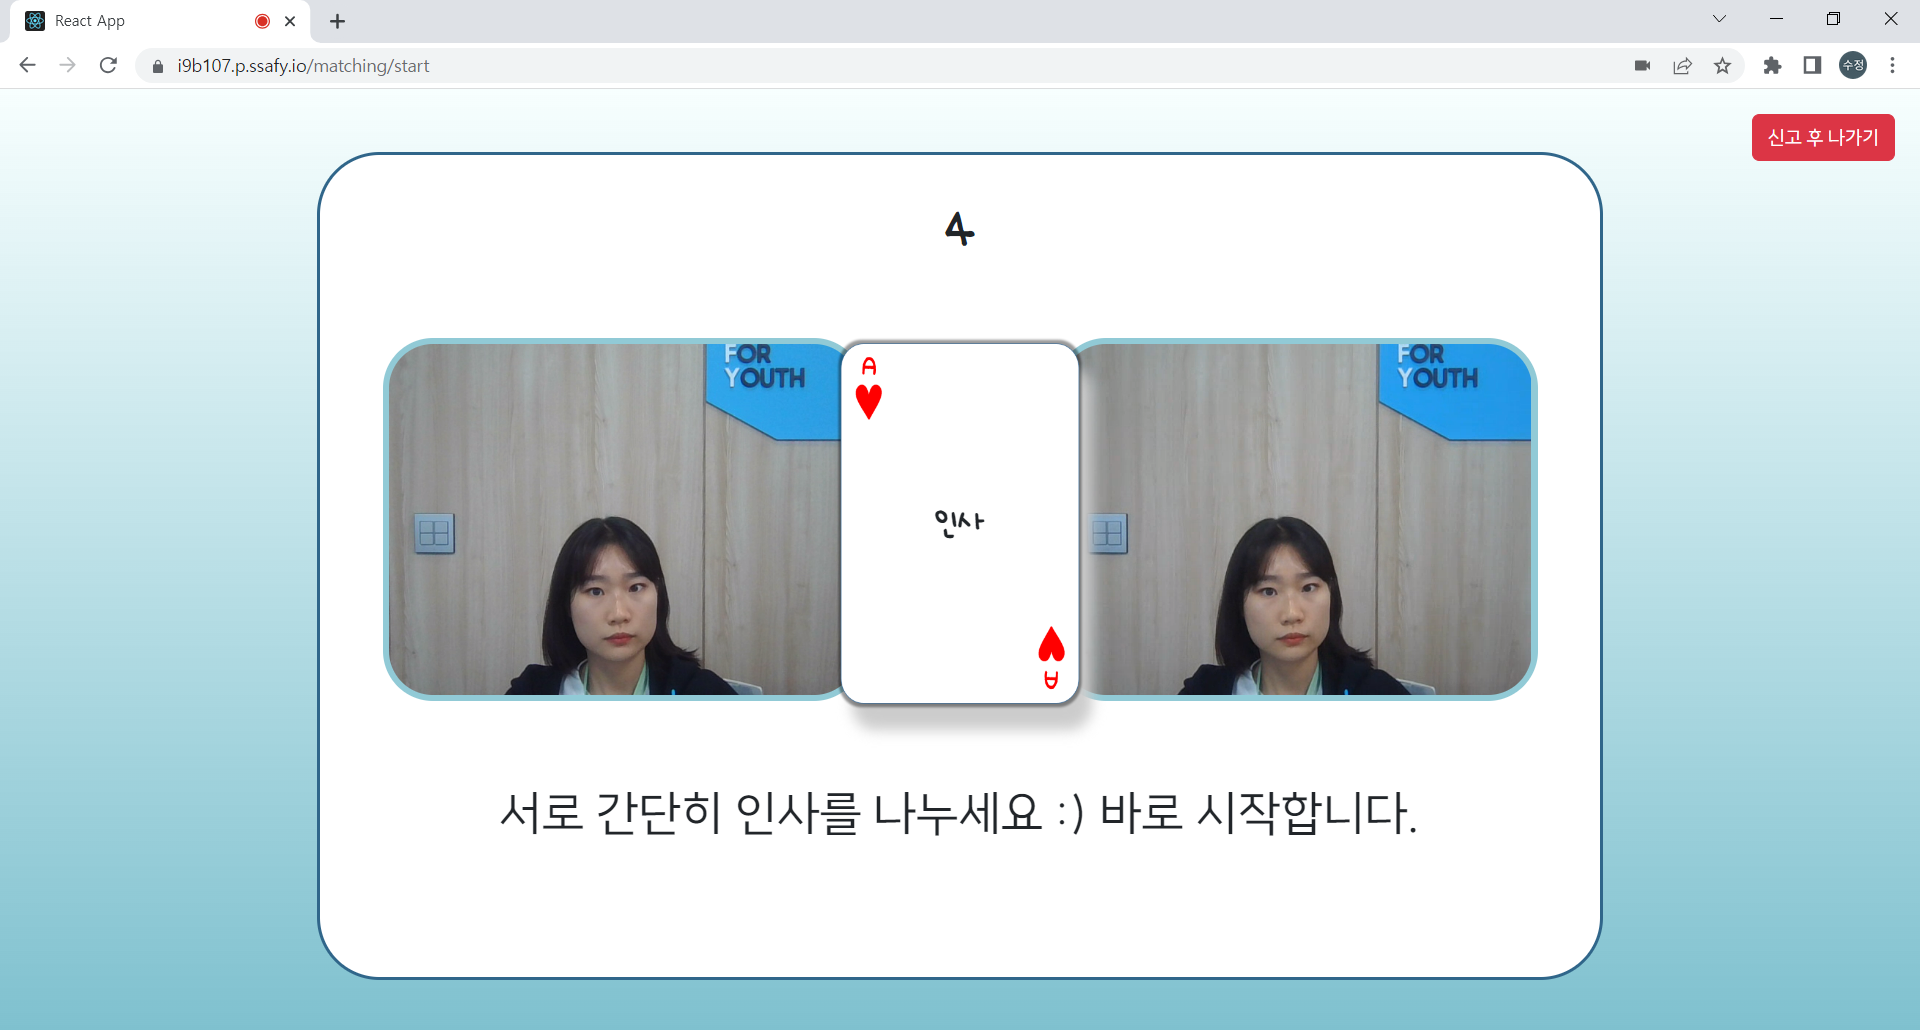 React App
i9b107.p.ssafy.io/matching/start
수정
신고 후 나가기
4
FOR
YOUTH
A
인사
A
FOR
YOUTH
서로 간단히 인사를 나누세요 :) 바로 시작합니다.